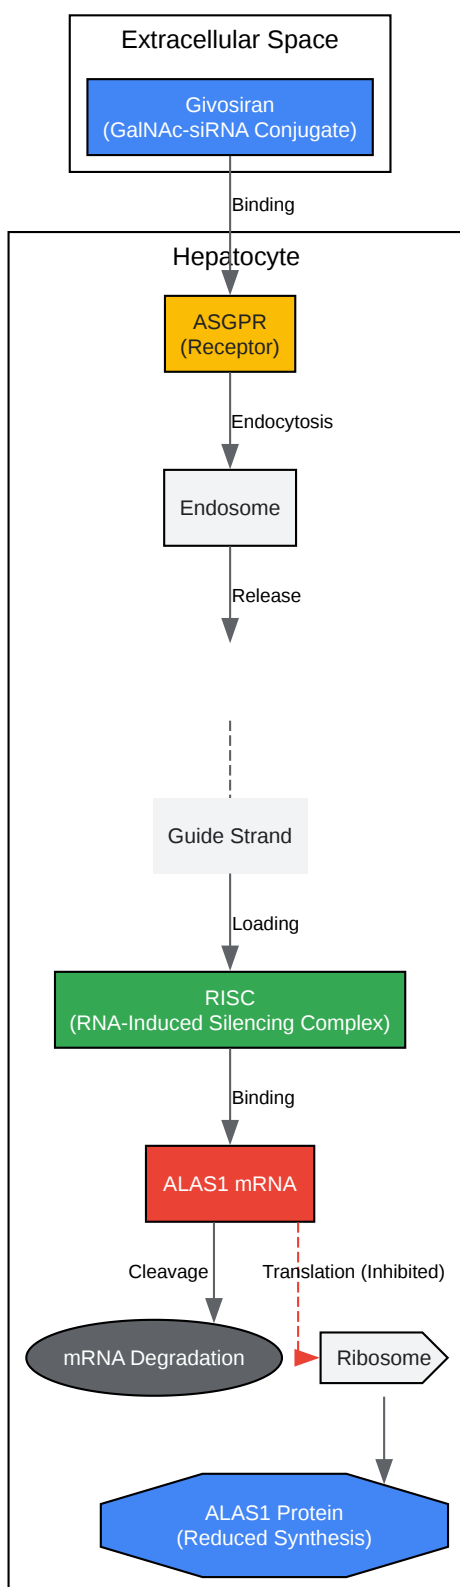 Extracellular Space
Givosiran
(GalNAc-siRNA Conjugate)
Binding
Hepatocyte
ASGPR
(Receptor)
Endocytosis
Endosome
Release
Guide Strand
Loading
RISC
(RNA-Induced Silencing Complex)
Binding
ALAS1 mRNA
Cleavage
Translation (Inhibited)
mRNA Degradation
Ribosome
ALAS1 Protein
(Reduced Synthesis)